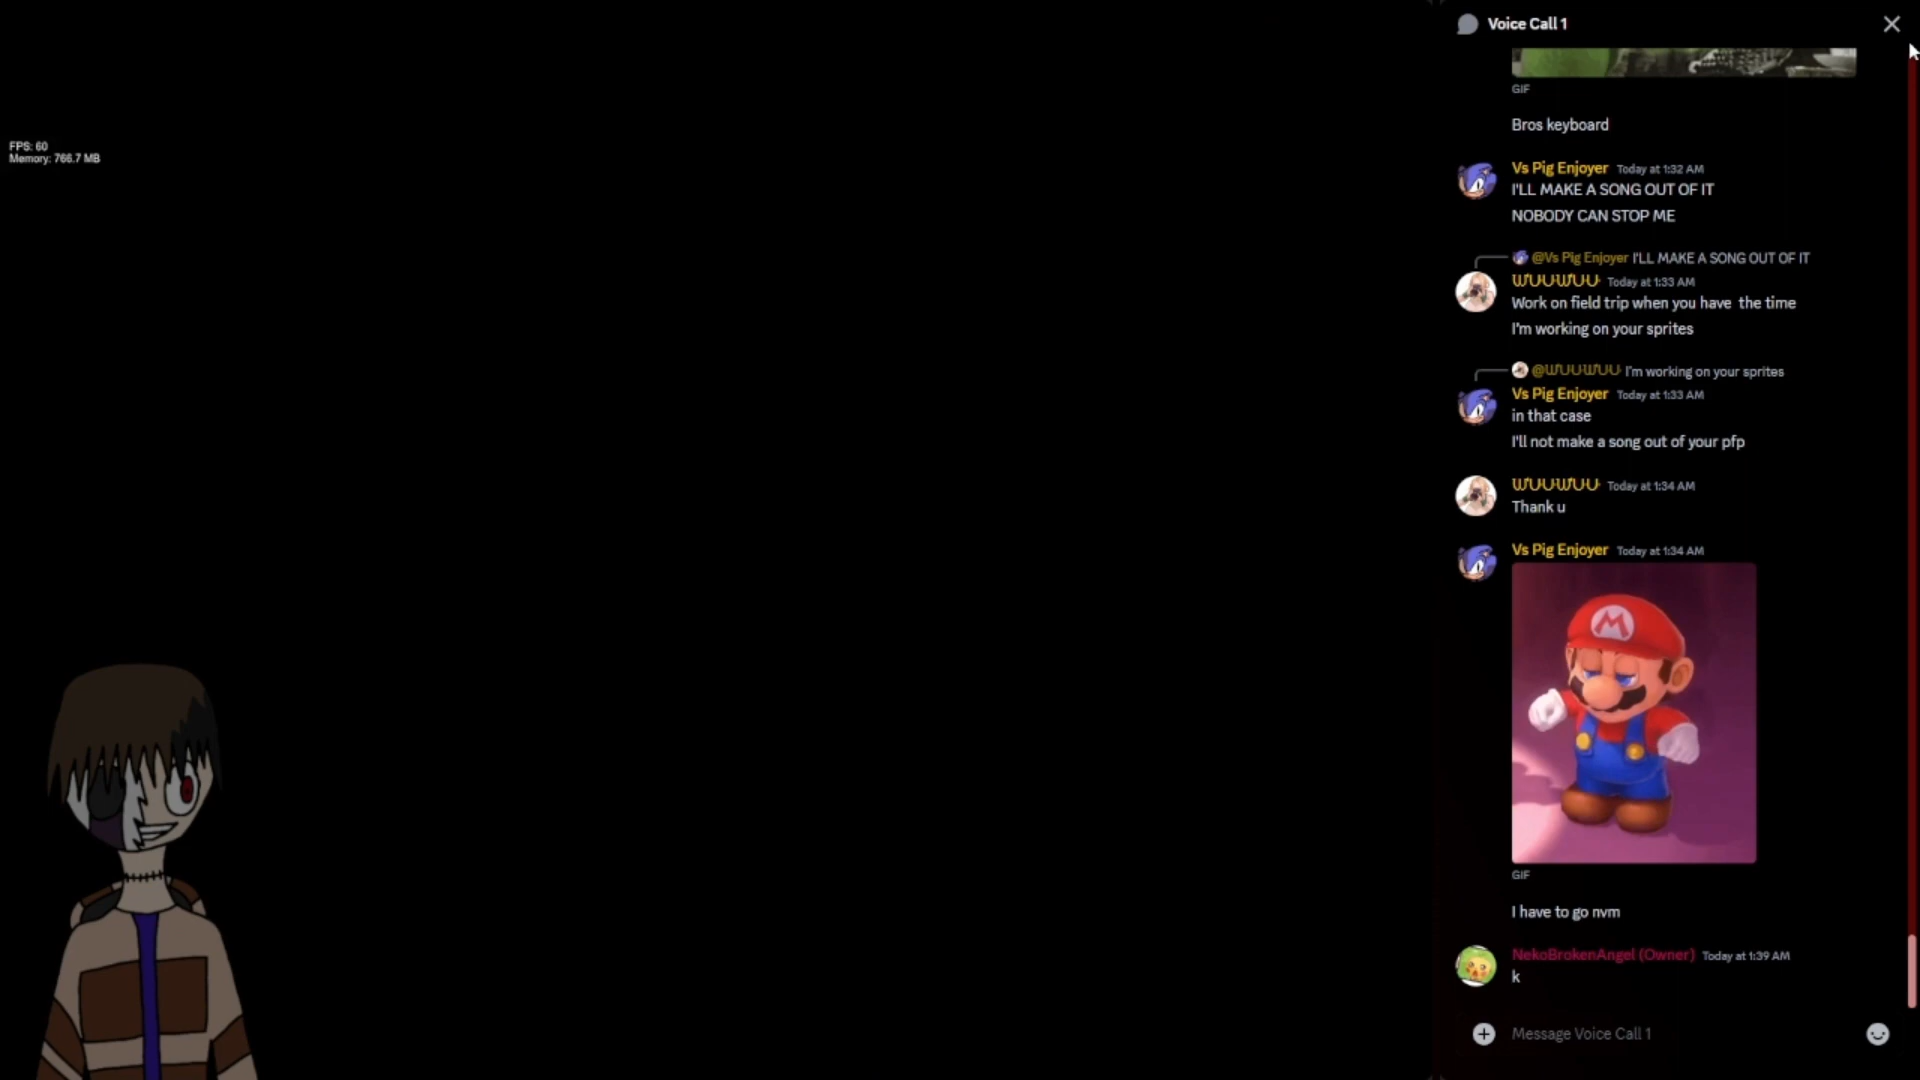 FPS: 60
Memory: 766.7 MB
Voice Call 1
GIF
Bros keyboard
Vs Pig Enjoyer Today at 1:32 AM
I'LL MAKE A SONG OUT OF IT
NOBODY CAN STOP ME
@Vs Pig Enjoyer I'LL MAKE A SONG OUT OF IT
Today at 1:33 AM
Work on field trip when you have the time
I'm working on your sprites
I'm working on your sprites
Vs Pig Enjoyer Today at 1:33 AM
in that case
I'll not make a song out of your pfp
Today at 1:34 AM
Thank u
Vs Pig Enjoyer Today at 1:34 AM
M
GIF
I have to go nvm
NekoBrokenAngel (Owner) Today at 1:39 AM
k
Message Voice Call 1